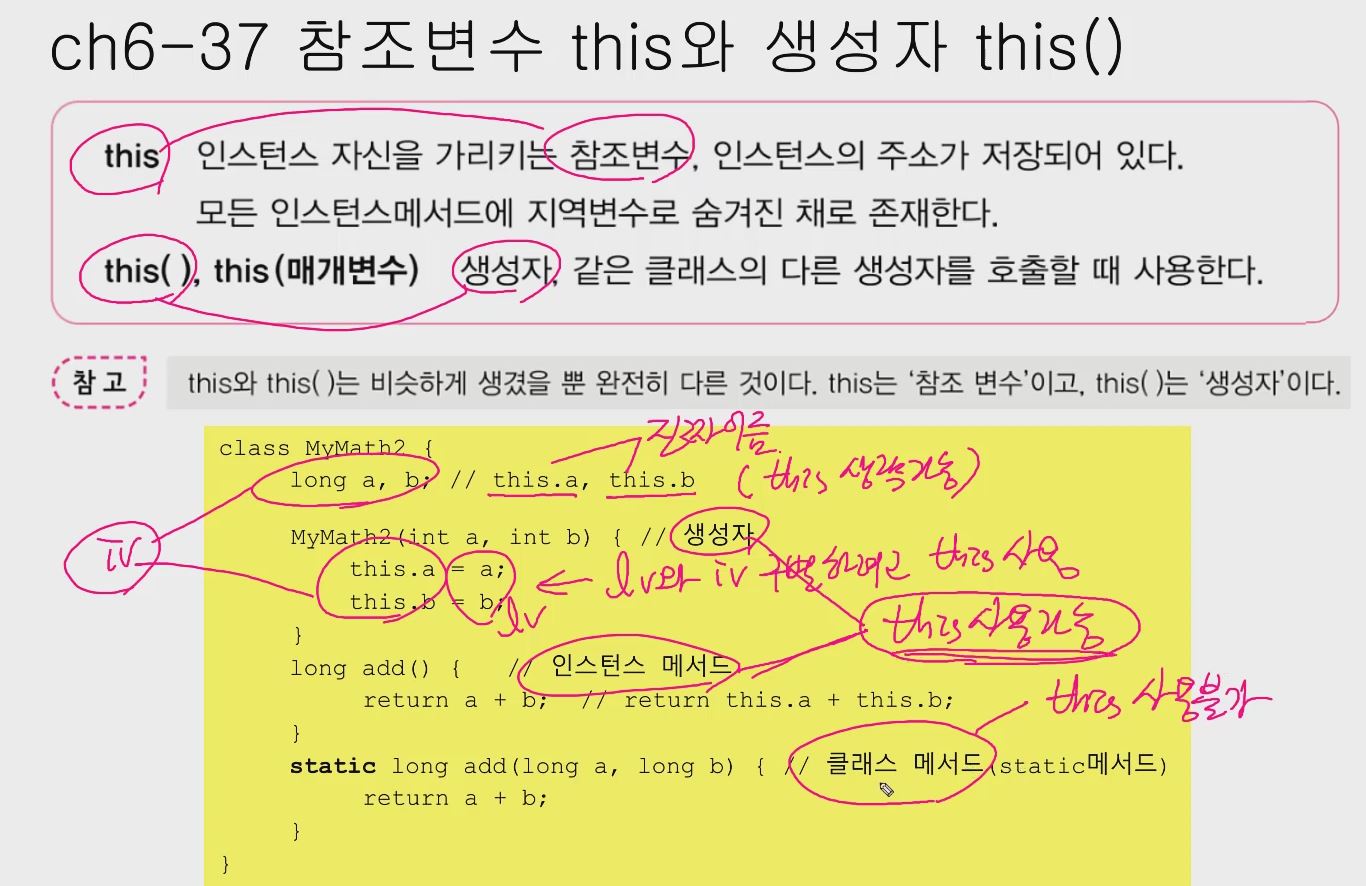 ch6-37 참조변수 this와 생성자 this()
this 인스턴스 자신을 가리키는 참조변수, 인스턴스의 주소가 저장되어 있다.
모든 인스턴스메서드에 지역변수로 숨겨진 채로 존재한다.
this( ), this(매개변수) 생성자, 같은 클래스의 다른 생성자를 호출할 때 사용한다.
참고 this와 this( )는 비슷하게 생겼을 뿐 완전히 다른 것이다. this는 ‘참조 변수’이고, this( )는 ‘생성자’이다.
진짜이름
class MyMath2 {
long a, b; // this.a, this.b (this 생략가능)
MyMath2(int a, int b) { // 생성자
iv
this.a = a; ← lv와 iv 구별하려고 this 사용
this.b = b; lv
this 사용가능
}
long add() { // 인스턴스 메서드
return a + b; // return this.a + this.b;
this 사용불가
}
static long add(long a, long b) { // 클래스 메서드(static메서드)
return a + b;
}
}